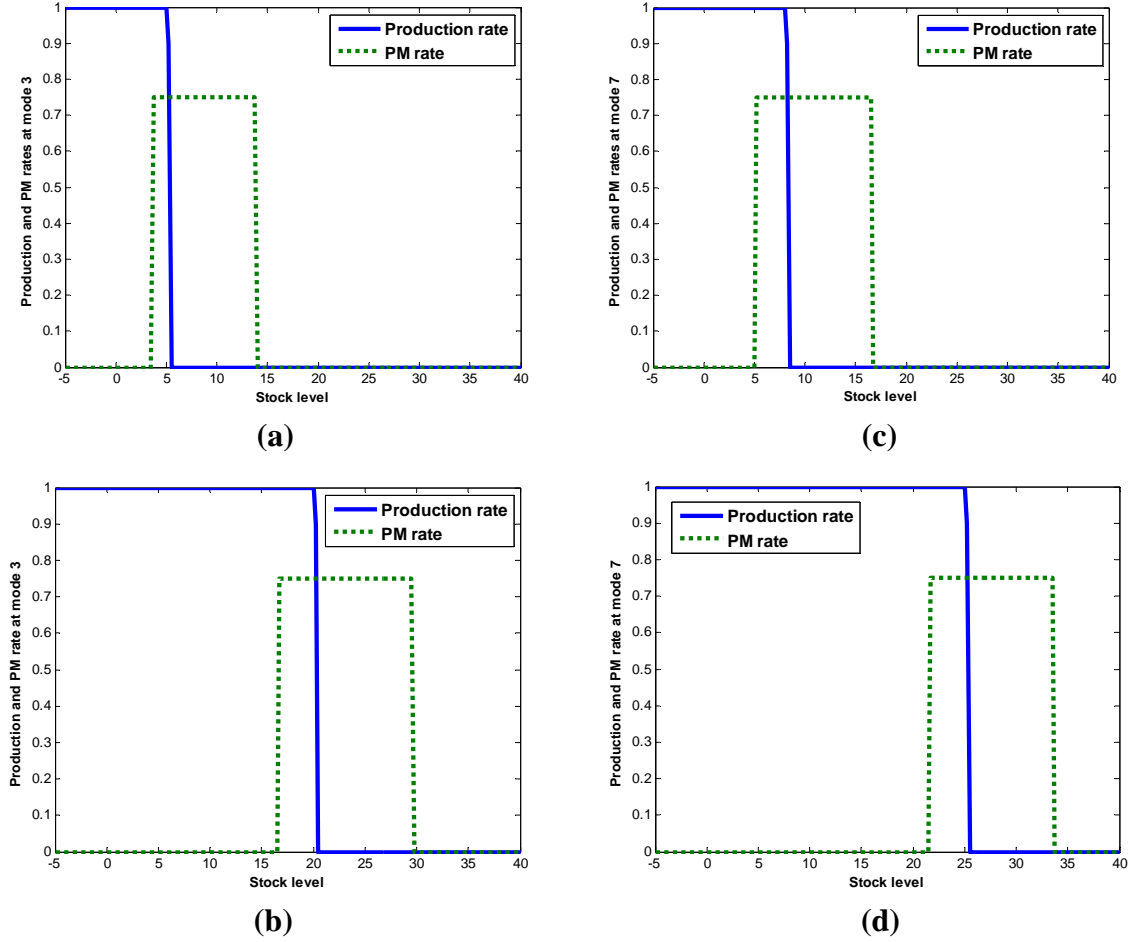 Production and PM rates at mode 3
1
0.9
0.8
0.7
0.6
0.5
0.4
0.3
0.2
0.1
0
Production rate
PM rate
-5 0 5 10 15 20 25 30 35 40
Stock level
(a)
Production and PM rates at mode 7
1
0.9
0.8
0.7
0.6
0.5
0.4
0.3
0.2
0.1
0
Production rate
PM rate
-5 0 5 10 15 20 25 30 35 40
Stock level
(c)
Production and PM rate at mode 3
1
0.9
0.8
0.7
0.6
0.5
0.4
0.3
0.2
0.1
0
Production rate
PM rate
-5 0 5 10 15 20 25 30 35 40
Stock level
(b)
Production and PM rate at mode 7
1
0.9
0.8
0.7
0.6
0.5
0.4
0.3
0.2
0.1
0
Production rate
PM rate
-5 0 5 10 15 20 25 30 35 40
Stock level
(d)